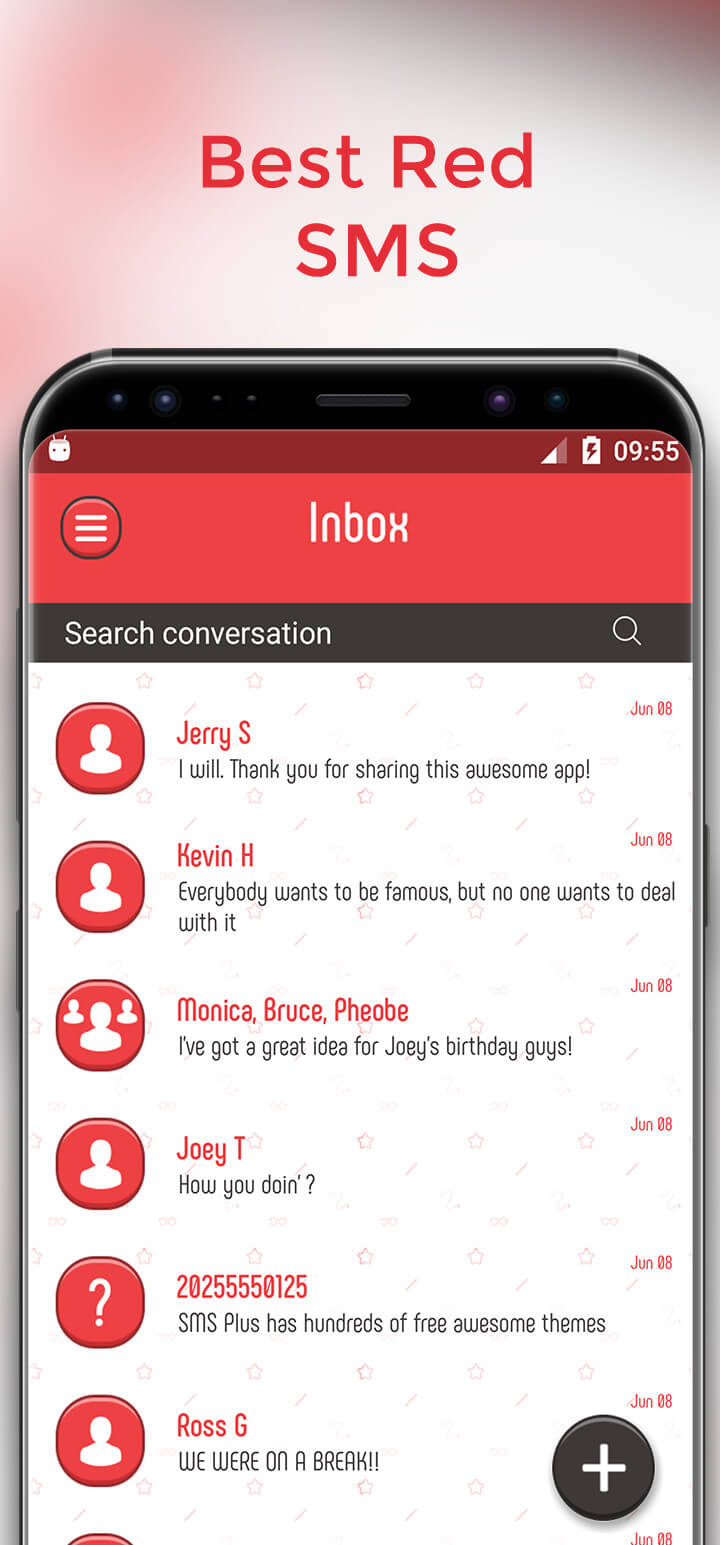 Best Red
SMS
09:55
Inbox
Search conversation
Jun 08
Jerry S
I will. Thank you for sharing this awesome app!
Jun 08
Kevin H
Everybody wants to be famous, but no one wants to deal
with it
Jun 08
Monica, Bruce, Pheobe
I've got a great idea for Joey's birthday guys!
Jun 08
Joey T
How you doin' ?
Jun 08
?
20255550125
SMS Plus has hundreds of free awesome themes
Jun 08
Ross G
WE WERE ON A BREAK!!
Jun 08